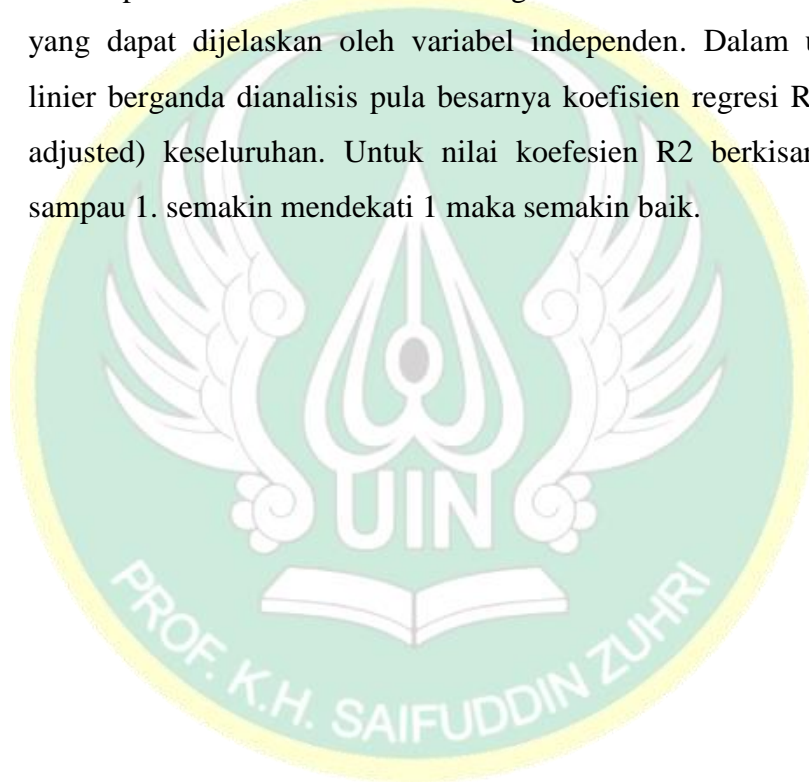 yang dapat dijelaskan oleh variabel independen. Dalam
linier berganda dianalisis pula besarnya koefisien regresi
adjusted) keseluruhan. Untuk nilai koefesien R2 berkisar
sampau 1. semakin mendekati 1 maka semakin baik.
UIN
PROF. K.H. SAIFUDDIN ZUHRI